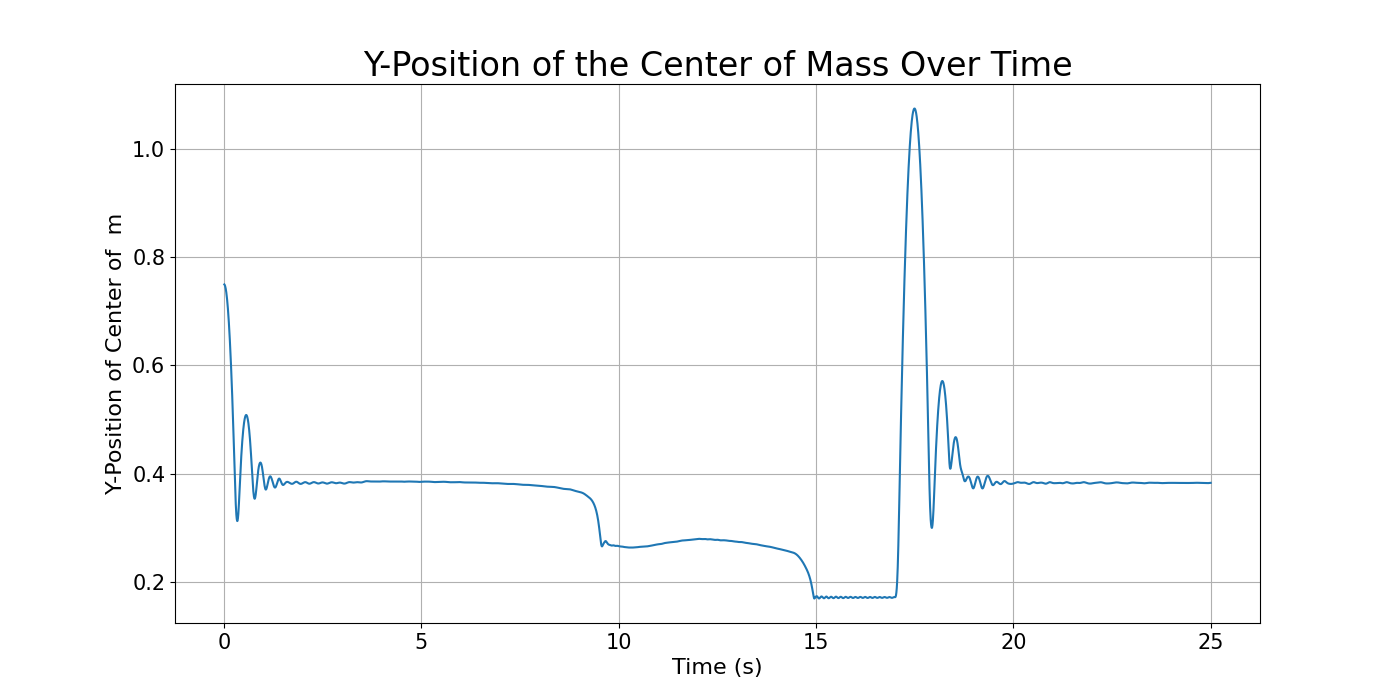 Y-Position of the Center of Mass Over Time
Y-Position of Center of  m
1.0
0.8
0.6
0.4
0.2
0 5 10 15 20 25
Time (s)